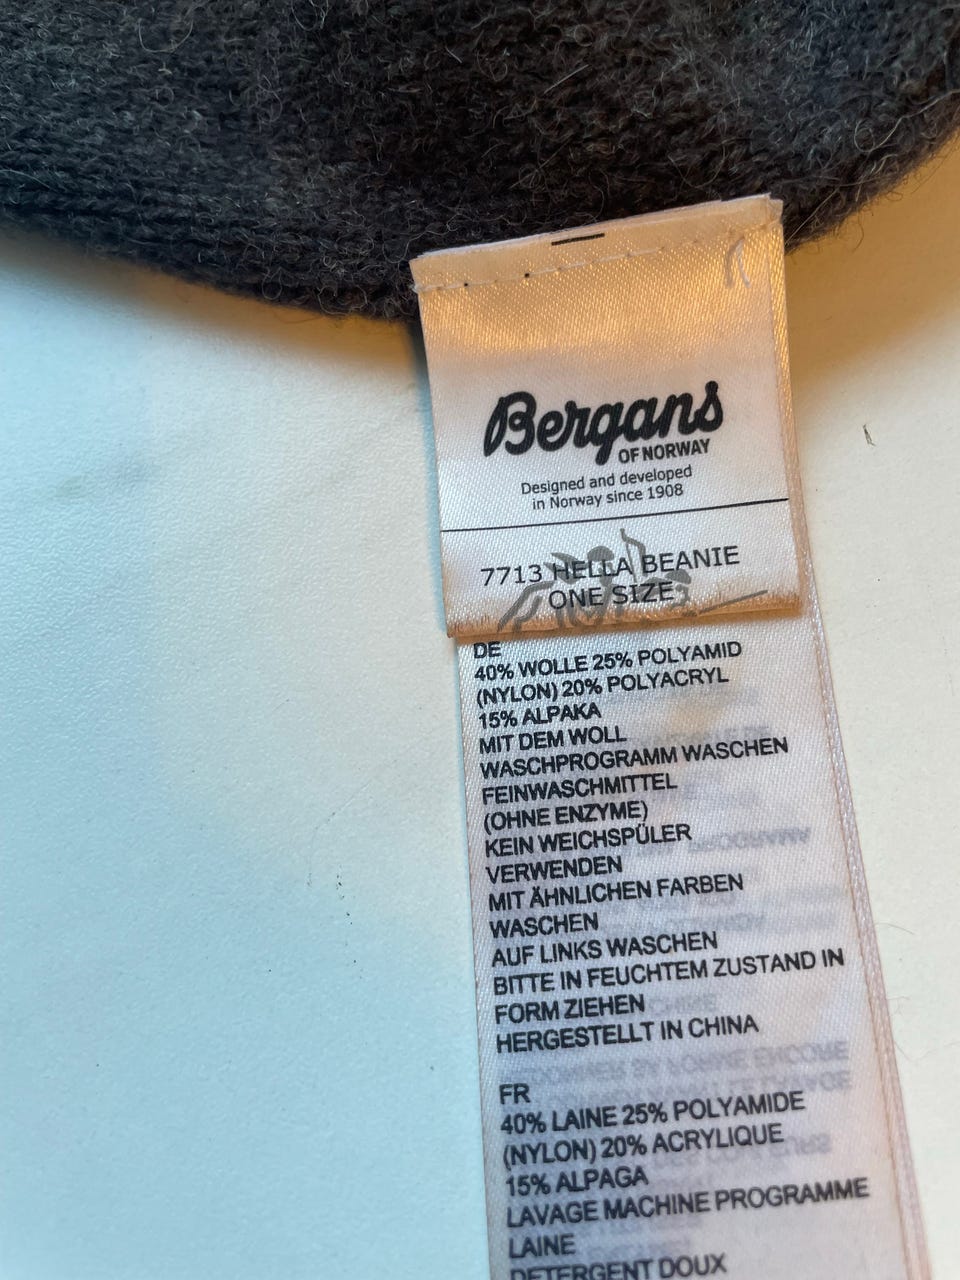 Bergans
OF NORWAY
Designed and developed
in Norway since 1908
7713 HELLA BEANIE
ONE SIZE
DE
40% WOLLE 25% POLYAMID
(NYLON) 20% POLYACRYL
15% ALPAKA
MIT DEM WOLL
WASCHPROGRAMM WASCHEN
FEINWASCHMITTEL
(OHNE ENZYME)
KEIN WEICHSPÜLER
VERWENDEN
MIT ÄHNLICHEN FARBEN
WASCHEN
AUF LINKS WASCHEN
BITTE IN FEUCHTEM ZUSTAND IN
FORM ZIEHEN
HERGESTELLT IN CHINA
FR
40% LAINE 25% POLYAMIDE
(NYLON) 20% ACRYLIQUE
15% ALPAGA
LAVAGE MACHINE PROGRAMME
LAINE
DETERGENT DOUX